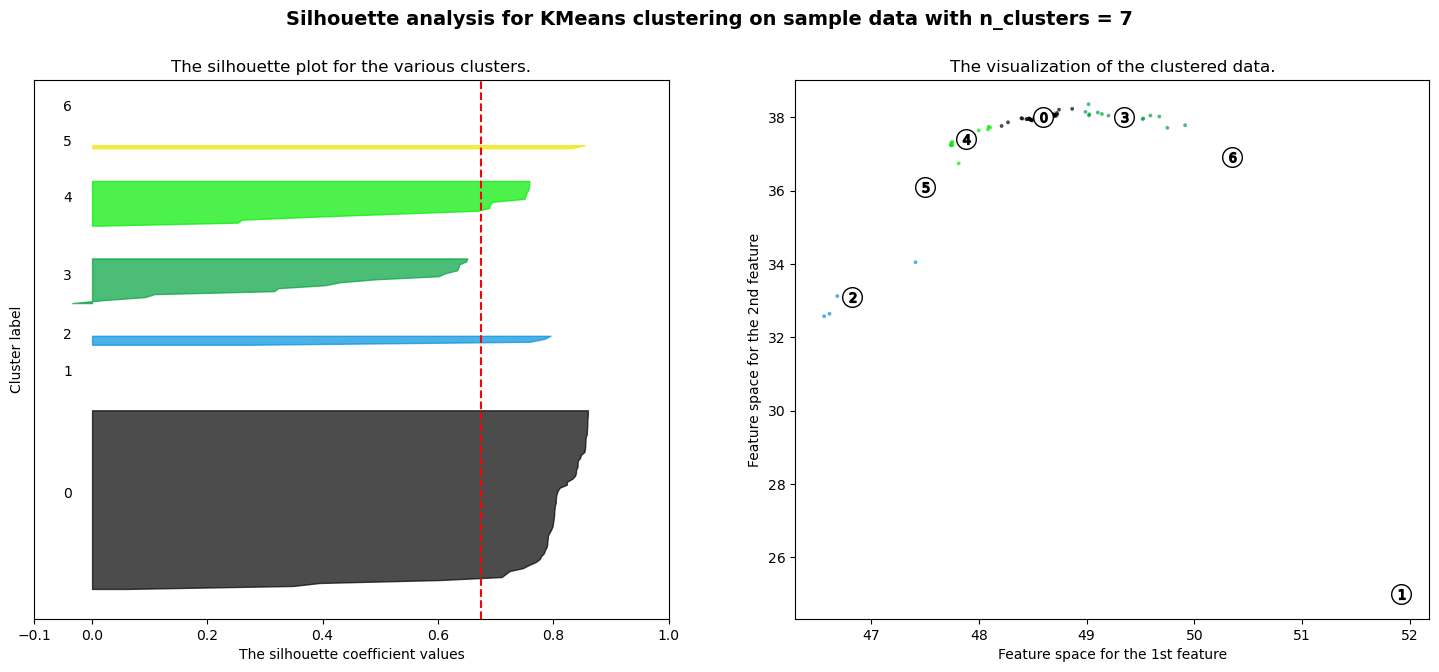 Silhouette analysis for KMeans clustering on sample data with n_clusters = 7
The silhouette plot for the various clusters.
6
5
4
3
2
1
0
Cluster label
−0.1 0.0 0.2 0.4 0.6 0.8 1.0
The silhouette coefficient values
The visualization of the clustered data.
38
36
34
32
30
28
26
Feature space for the 2nd feature
0
3
4
6
5
2
1
47 48 49 50 51 52
Feature space for the 1st feature